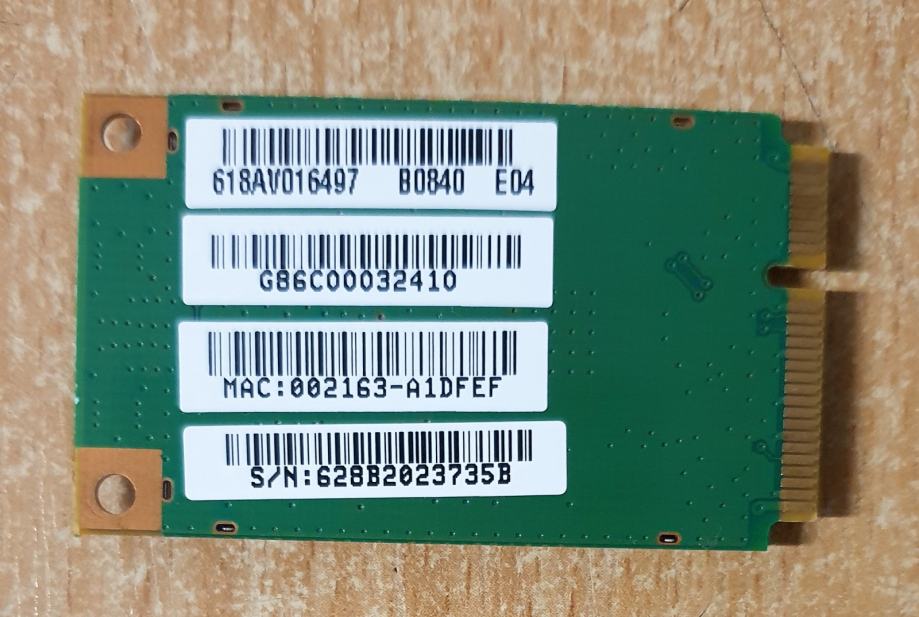 618AV016497 B0840 E04
G86C00032410
MAC:002163-A1DFEF
S/N:628B2023735B